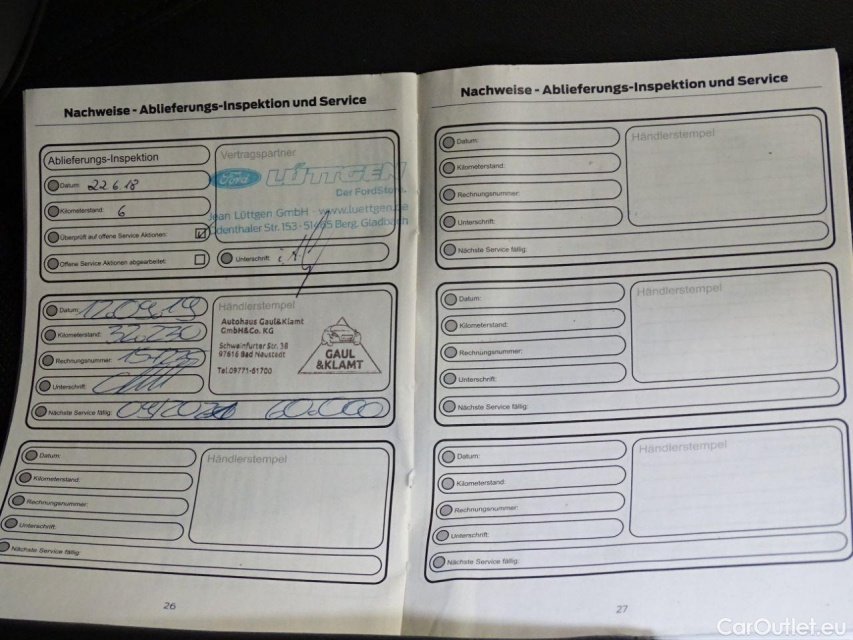 Nachweise - Ablieferungs-Inspektion und Service
Ablieferungs-Inspektion
Datum: 22.6.18
Kilometerstand: 6
Überprüft auf offene Service Aktionen:
Offene Service Aktionen abgearbeitet:
Vertragspartner
Ford LÜTTGEN
Der FordStore.
Jean Lüttgen GmbH · www.luettgen.de
Odenthaler Str. 153 · 51465 Berg. Gladbach
Unterschrift:
Datum: 17.09.19
Kilometerstand: 32.230
Rechnungsnummer:
Unterschrift:
Nächste Service fällig: 60.000
Händlerstempel
Autohaus Gaul&Klamt
GmbH&Co. KG
Schweinfurter Str. 38
97616 Bad Neustadt
Tel.09771-61700
GAUL
&KLAMT
Datum:
Kilometerstand:
Rechnungsnummer:
Unterschrift:
Nächste Service fällig:
Händlerstempel
26
Nachweise - Ablieferungs-Inspektion und Service
Datum:
Kilometerstand:
Rechnungsnummer:
Unterschrift:
Nächste Service fällig:
Händlerstempel
Datum:
Kilometerstand:
Rechnungsnummer:
Unterschrift:
Nächste Service fällig:
Händlerstempel
Datum:
Kilometerstand:
Rechnungsnummer:
Unterschrift:
Nächste Service fällig:
Händlerstempel
27
CarOutlet.eu